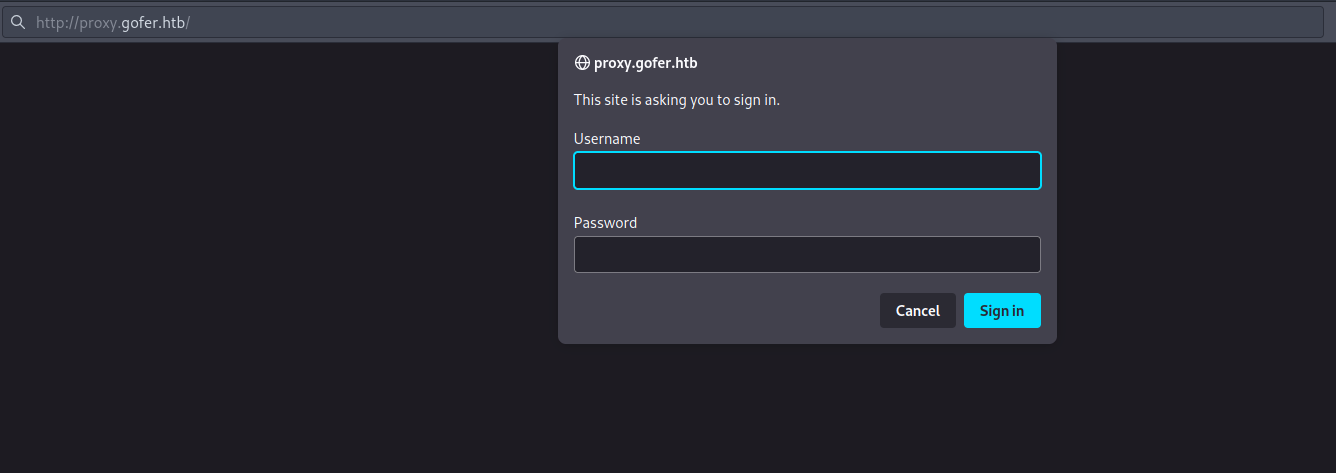 http://proxy.gofer.htb/
proxy.gofer.htb
This site is asking you to sign in.
Username
Password
Cancel
Sign in